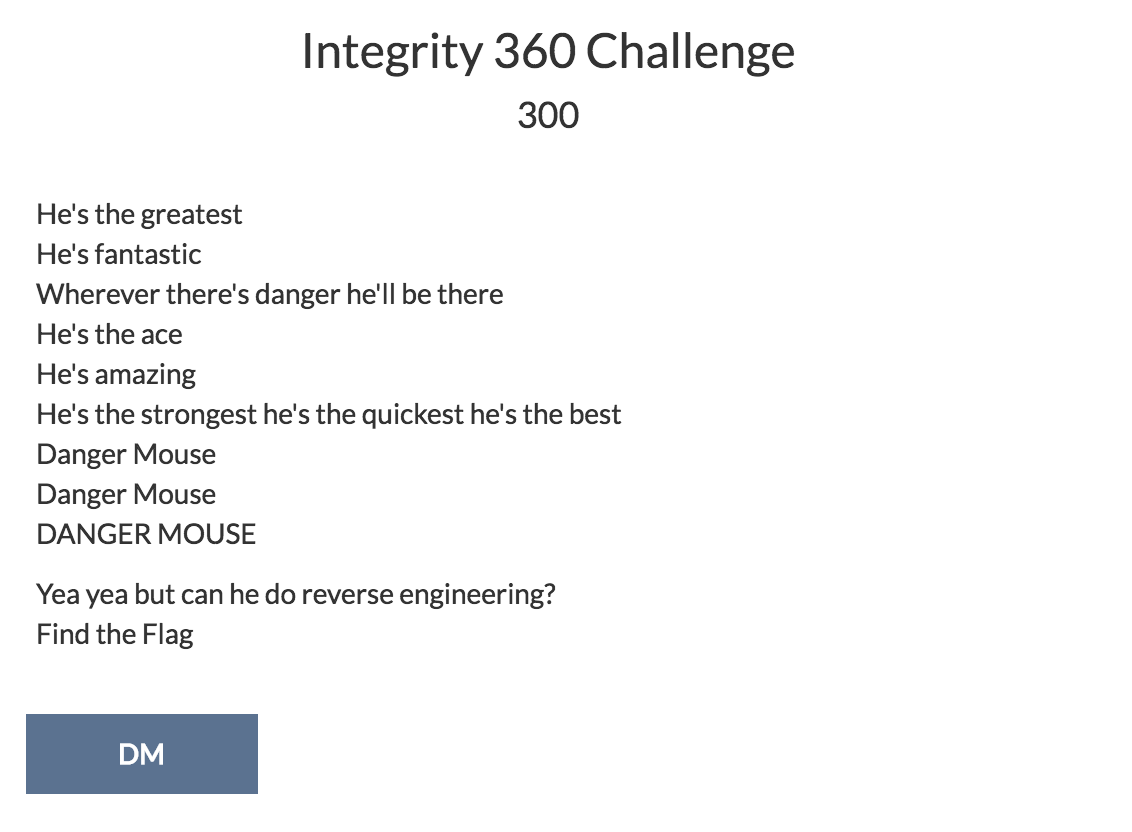 Integrity 360 Challenge
300
He's the greatest
He's fantastic
Wherever there's danger he'll be there
He's the ace
He's amazing
He's the strongest he's the quickest he's the best
Danger Mouse
Danger Mouse
DANGER MOUSE
Yea yea but can he do reverse engineering?
Find the Flag
DM